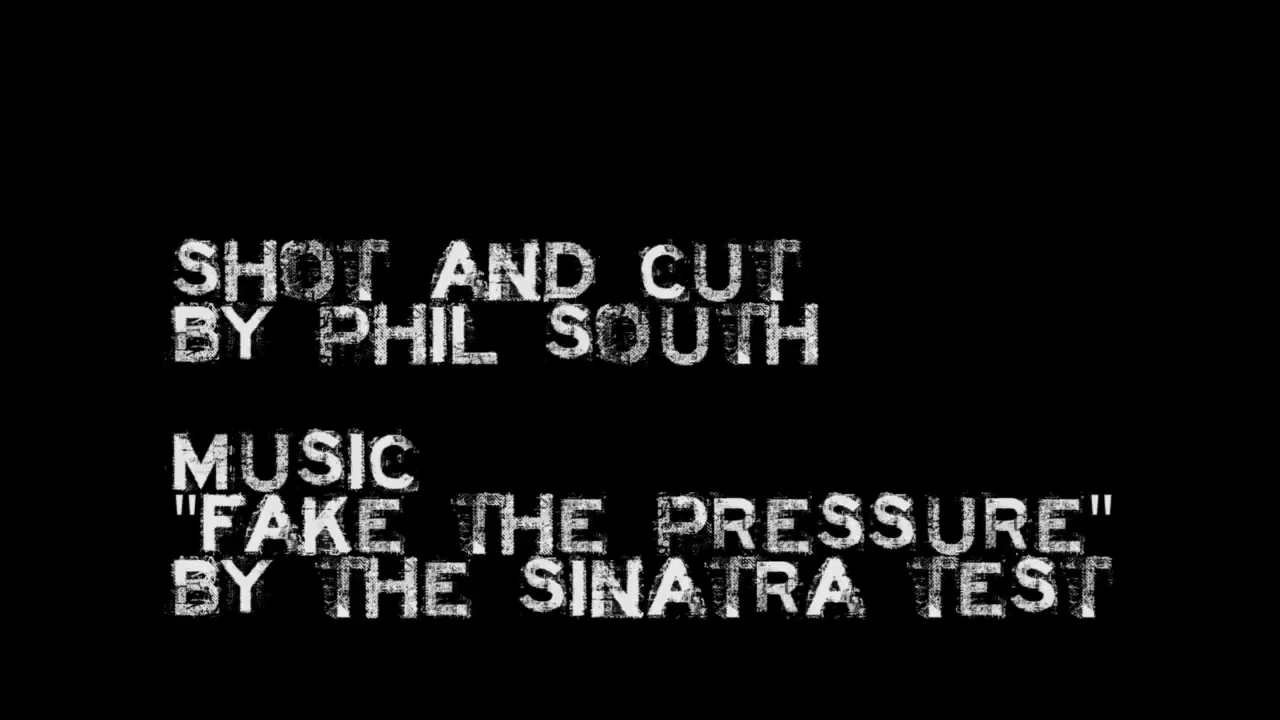 SHOT AND CUT
BY PHIL SOUTH
MUSIC
"FAKE THE PRESSURE"
BY THE SINATRA TEST